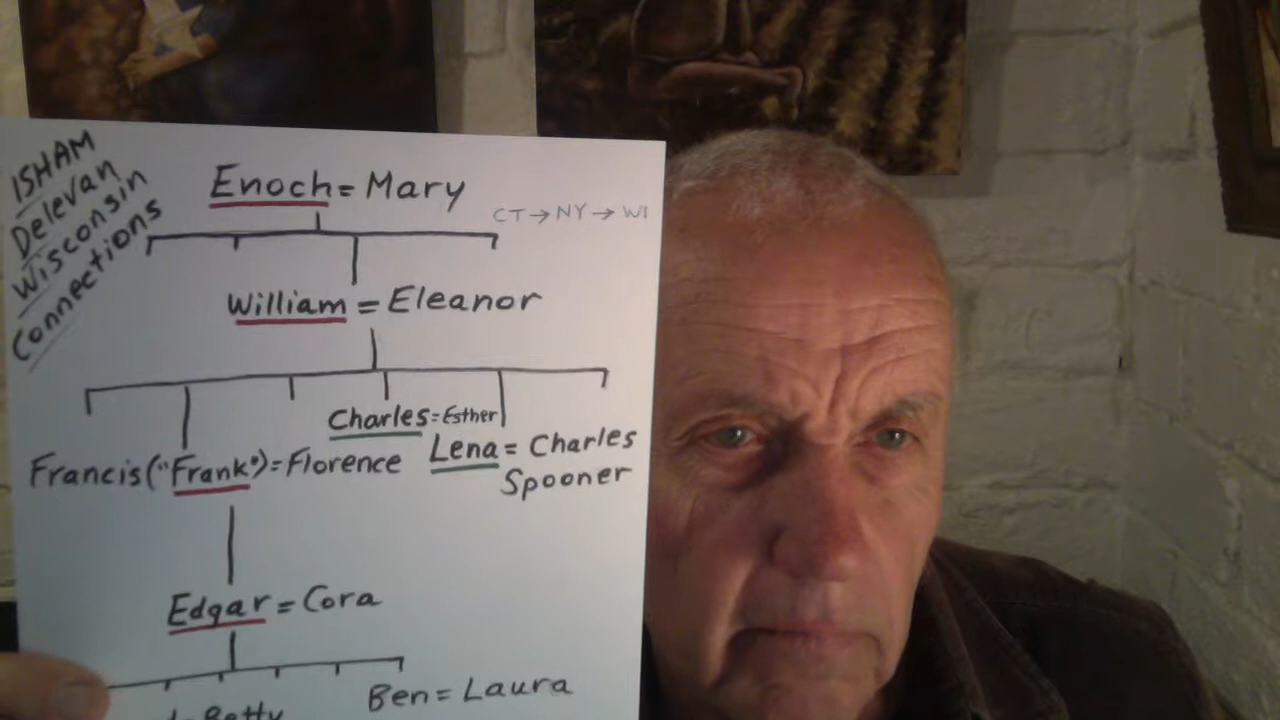 ISHAM
Delevan
Wisconsin
Connections
Enoch = Mary
CT → NY → WI
William = Eleanor
Charles = Esther
Francis ("Frank") = Florence
Lena = Charles
Spooner
Edgar = Cora
Ben = Laura
Betty